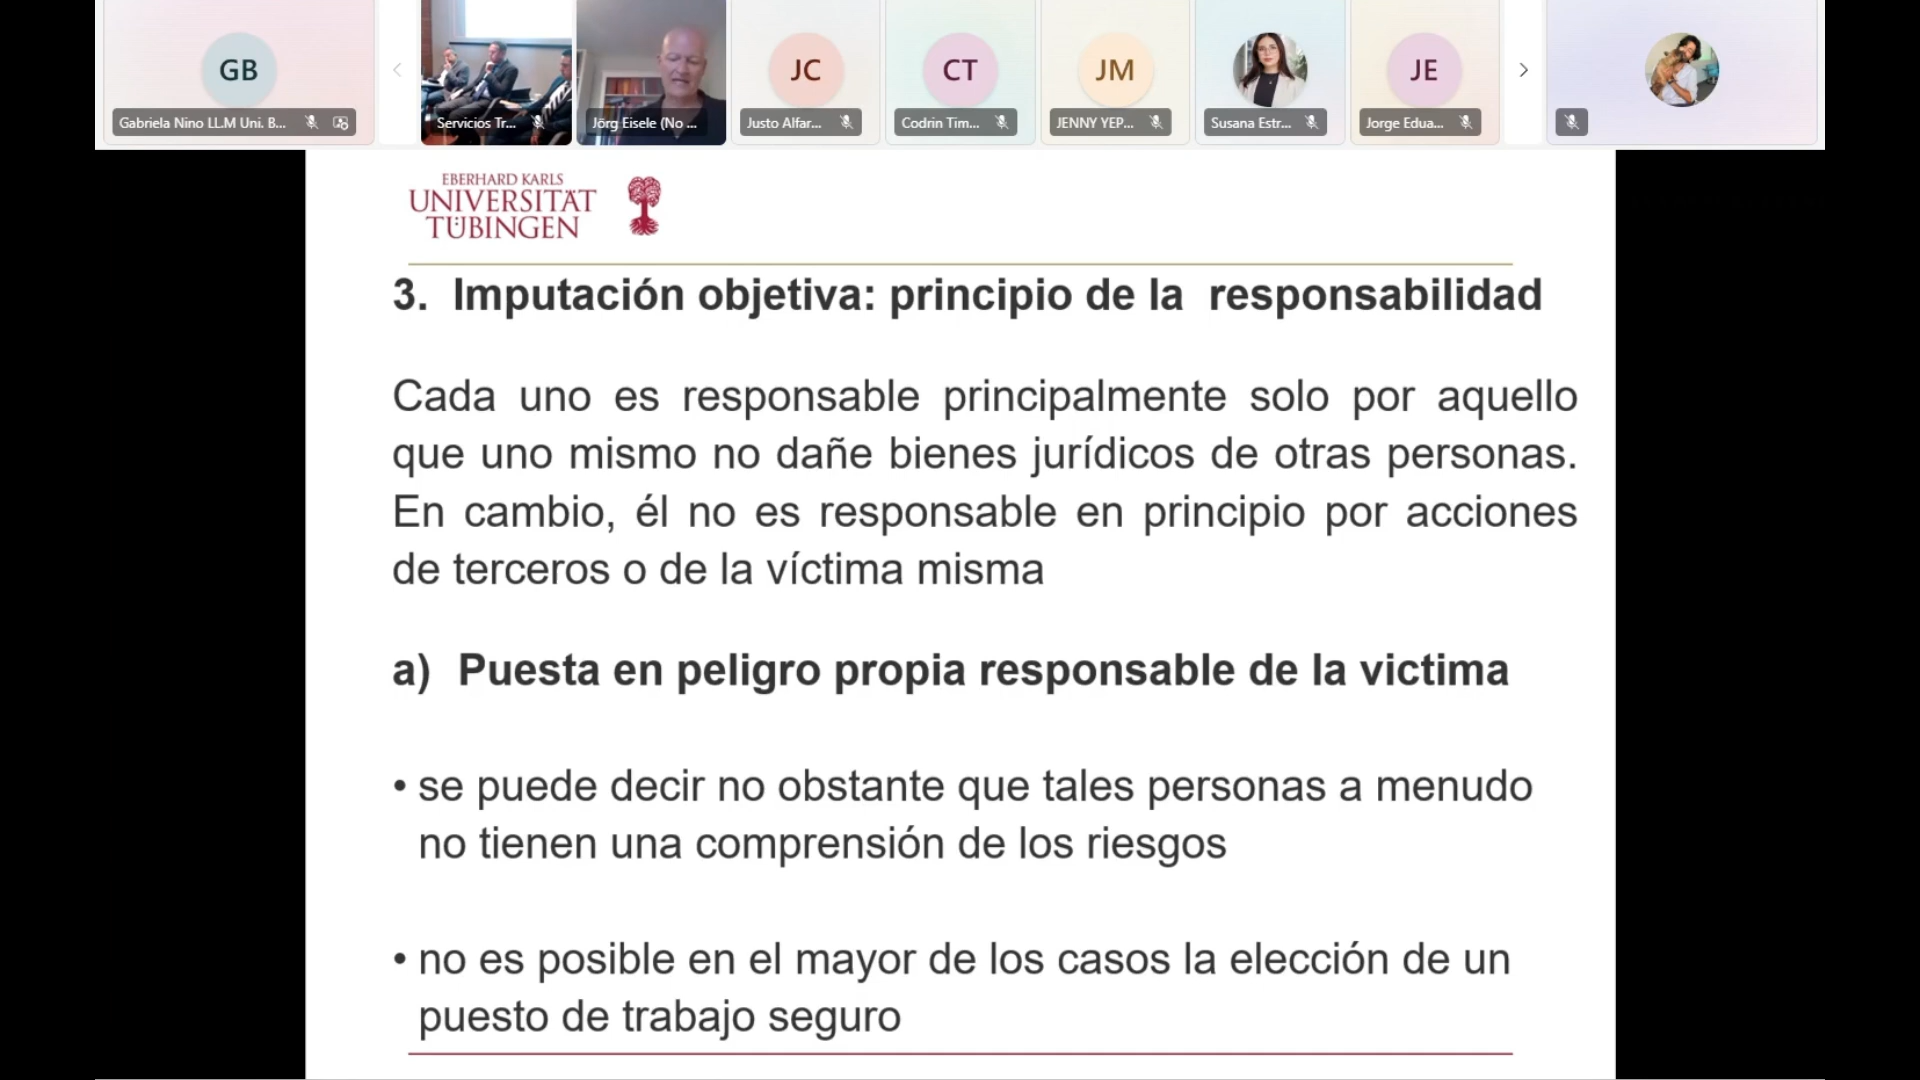 GB
Gabriela Nino LL.M Uni. B...
Servicios Tr...
Jörg Eisele (No ...
JC
Justo Alfar...
CT
Codrin Tim...
JM
JENNY YEP...
Susana Estr...
JE
Jorge Edua...
EBERHARD KARLS
UNIVERSITÄT
TÜBINGEN
3. Imputación objetiva: principio de la responsabilidad
Cada uno es responsable principalmente solo por aquello
que uno mismo no dañe bienes jurídicos de otras personas.
En cambio, él no es responsable en principio por acciones
de terceros o de la víctima misma
a) Puesta en peligro propia responsable de la victima
• se puede decir no obstante que tales personas a menudo
no tienen una comprensión de los riesgos
• no es posible en el mayor de los casos la elección de un
puesto de trabajo seguro